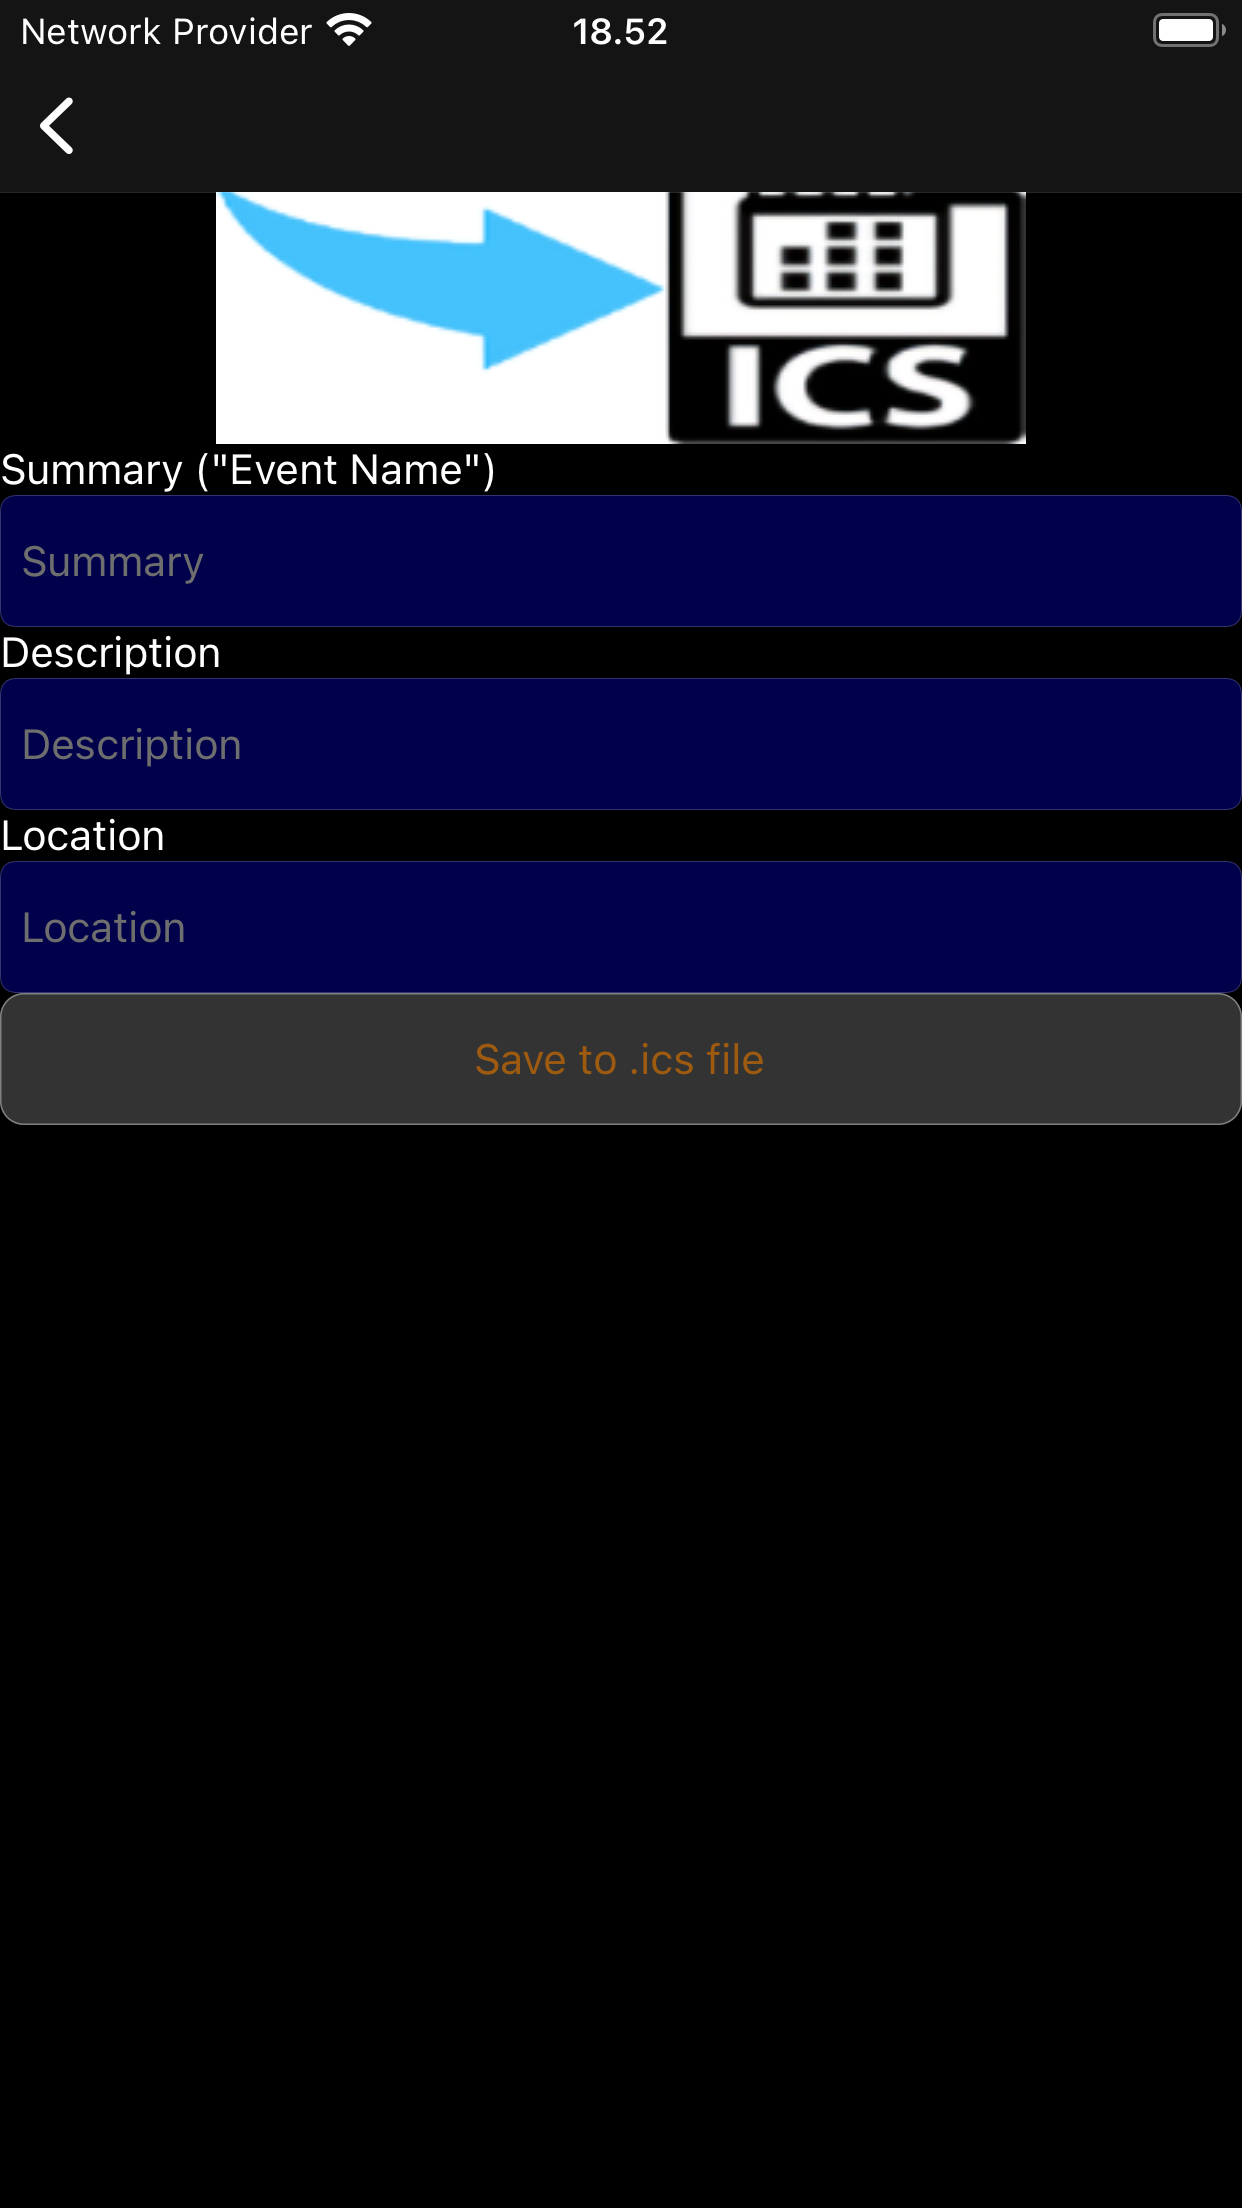 Network Provider
18.52
ICS
Summary ("Event Name")
Summary
Description
Description
Location
Location
Save to .ics file